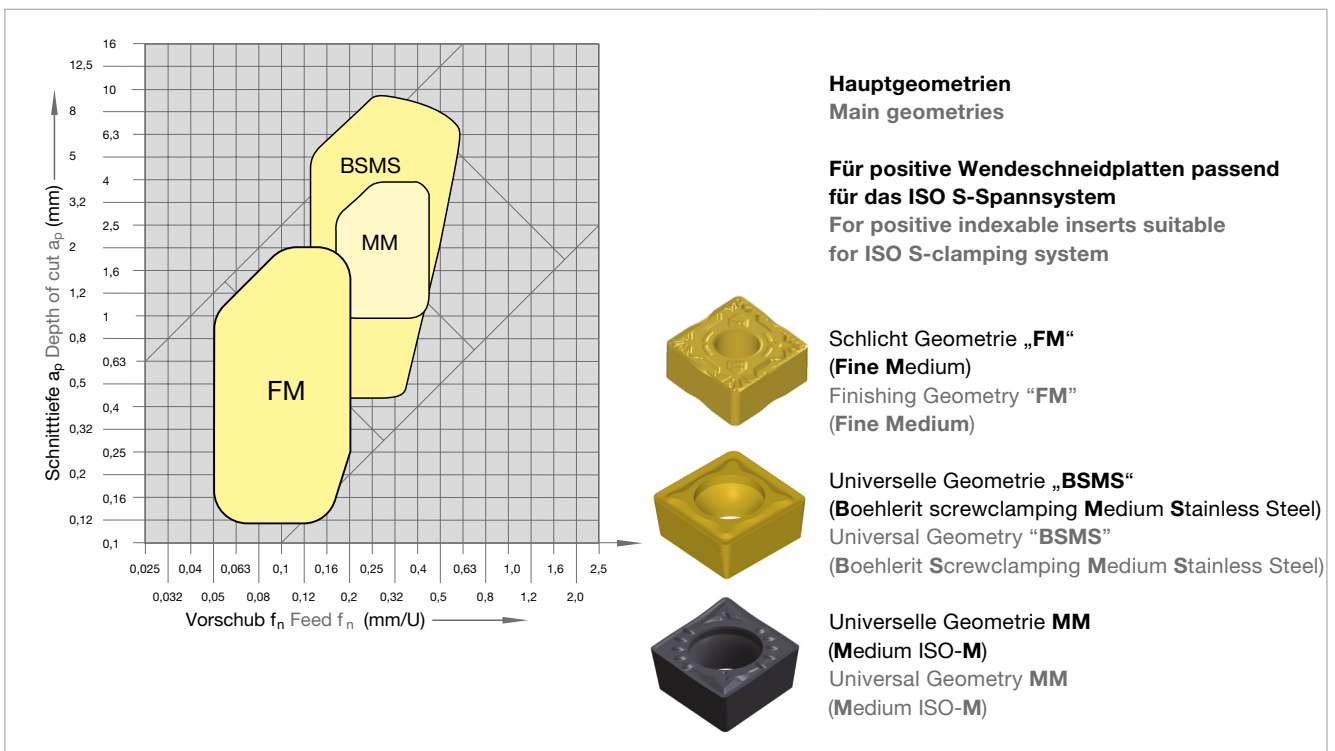 16
12,5
10
8
6,3
5
4
3,2
2,5
2
1,6
1,2
1
0,8
0,63
0,5
0,4
0,32
0,25
0,2
0,16
0,12
0,1
Schnitttiefe ap Depth of cut ap (mm)
BSMS
MM
FM
0,025 0,04 0,063 0,1 0,16 0,25 0,4 0,63 1,0 1,6 2,5
0,032 0,05 0,08 0,12 0,2 0,32 0,5 0,8 1,2 2,0
Vorschub fn Feed fn (mm/U)
Hauptgeometrien
Main geometries
Für positive Wendeschneidplatten passend
für das ISO S-Spannsystem
For positive indexable inserts suitable
for ISO S-clamping system
Schlicht Geometrie „FM“
(Fine Medium)
Finishing Geometry “FM”
(Fine Medium)
Universelle Geometrie „BSMS“
(Boehlerit screwclamping Medium Stainless Steel)
Universal Geometry “BSMS”
(Boehlerit Screwclamping Medium Stainless Steel)
Universelle Geometrie MM
(Medium ISO-M)
Universal Geometry MM
(Medium ISO-M)